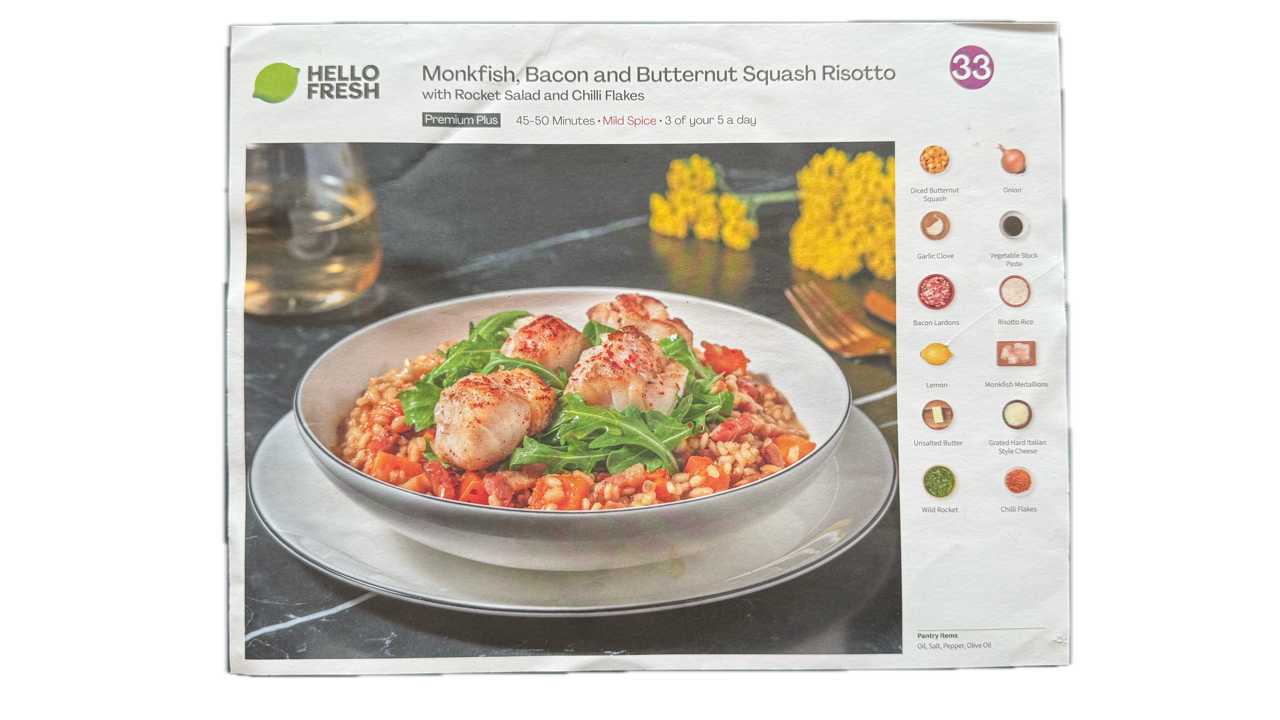 HELLO
FRESH
Monkfish, Bacon and Butternut Squash Risotto
with Rocket Salad and Chilli Flakes
Premium Plus 45-50 Minutes • Mild Spice • 3 of your 5 a day
33
Diced Butternut
Squash
Onion
Garlic Clove
Vegetable Stock
Paste
Bacon Lardons
Risotto Rice
Lemon
Monkfish Medallions
Unsalted Butter
Grated Hard Italian
Style Cheese
Wild Rocket
Chilli Flakes
Pantry Items
Oil, Salt, Pepper, Olive Oil